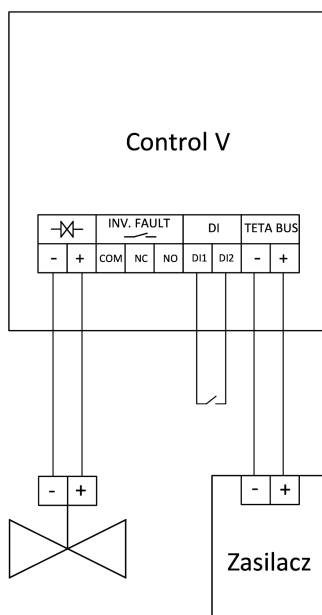 Control V
INV. FAULT DI TETA BUS
- + COM NC NO DI1 DI2 - +
- + - +
Zasilacz